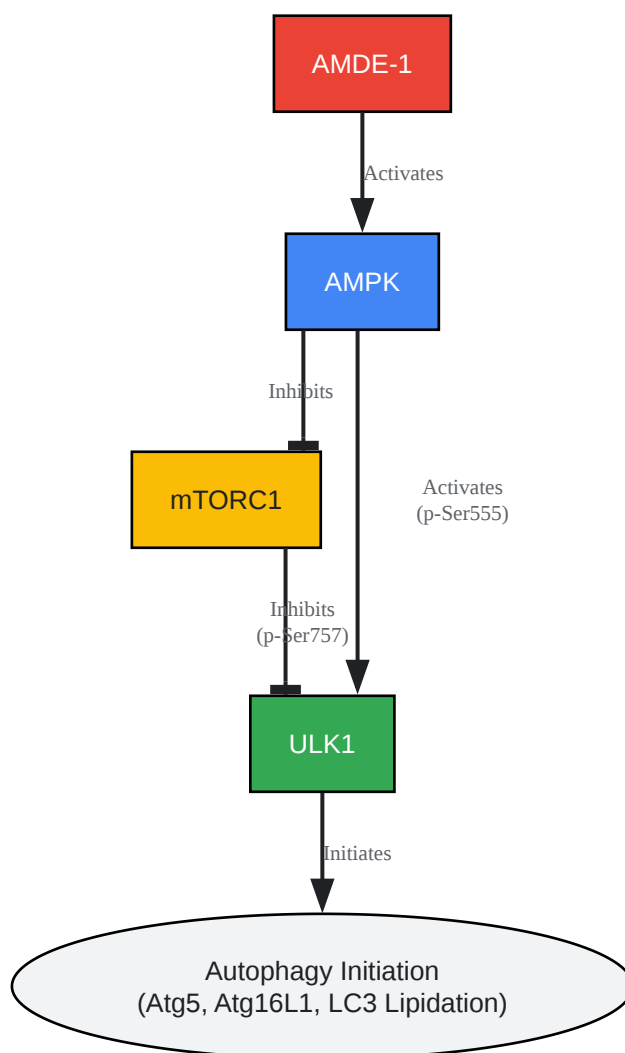 AMDE-1
Activates
AMPK
Inhibits
mTORC1
Activates
(p-Ser555)
Inhibits
(p-Ser757)
ULK1
Initiates
Autophagy Initiation
(Atg5, Atg16L1, LC3 Lipidation)